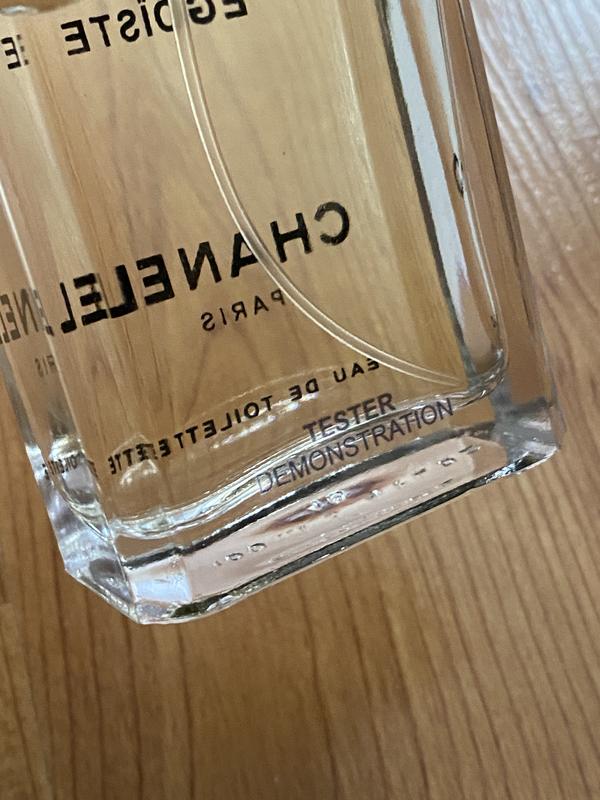 ÉGOÏSTE
CHANEL
PARIS
EAU DE TOILETTE
TESTER
DEMONSTRATION